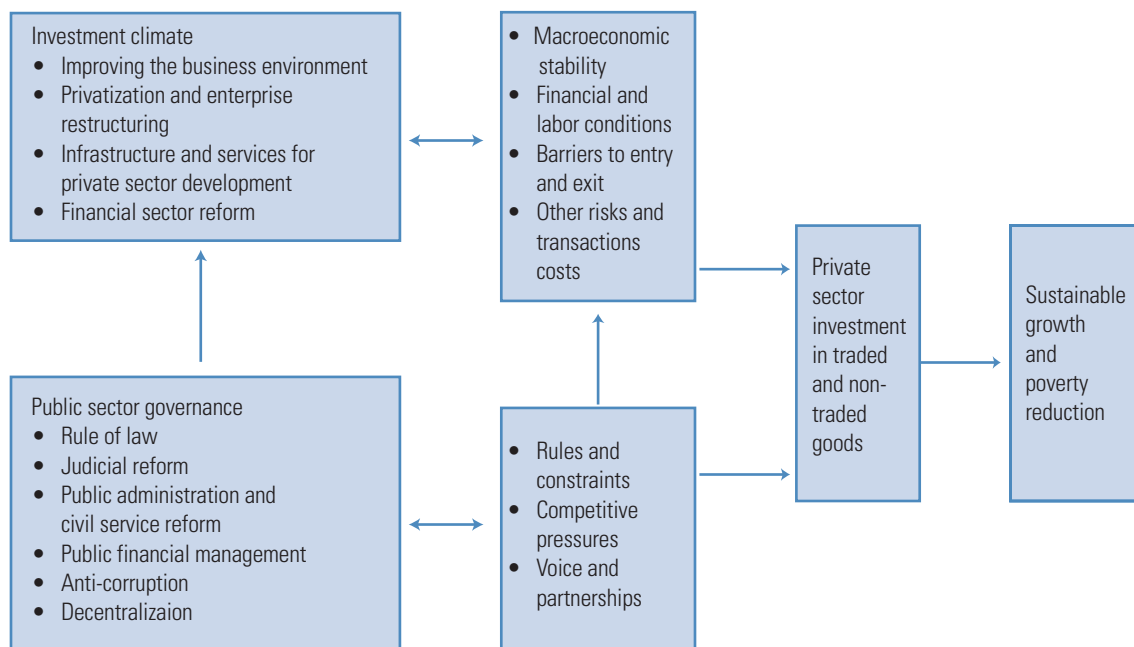 Investment climate
• Improving the business environment
• Privatization and enterprise
restructuring
• Infrastructure and services for
private sector development
• Financial sector reform
• Macroeconomic
stability
• Financial and
labor conditions
• Barriers to entry
and exit
• Other risks and
transactions
costs
Public sector governance
• Rule of law
• Judicial reform
• Public administration and
civil service reform
• Public financial management
• Anti-corruption
• Decentralizaion
• Rules and
constraints
• Competitive
pressures
• Voice and
partnerships
Private
sector
investment
in traded
and non-
traded
goods
Sustainable
growth
and
poverty
reduction